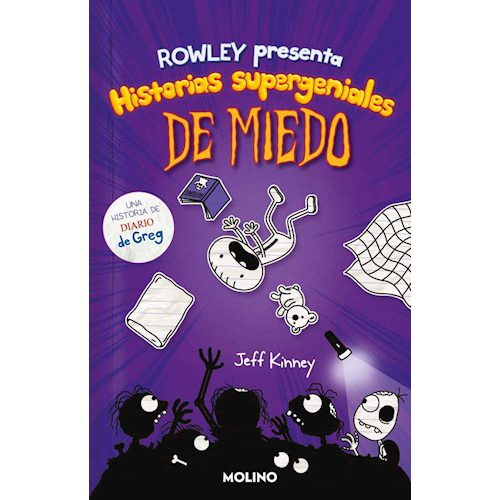 ROWLEY presenta
Historias supergeniales
DE MIEDO
UNA
HISTORIA DE
DIARIO
de Greg
Jeff Kinney
MOLINO